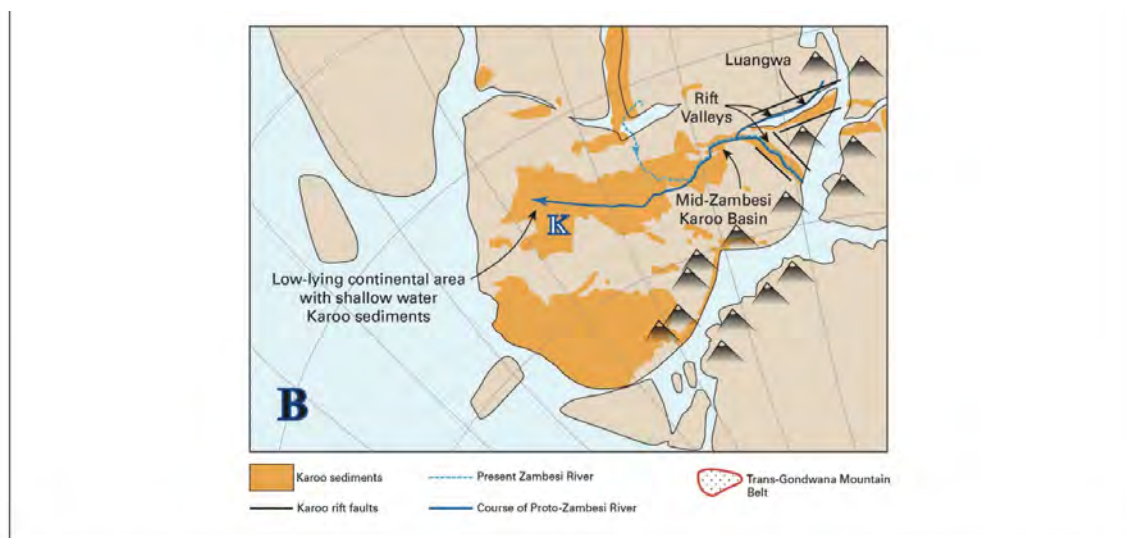 Luangwa
Rift
Valleys
Mid-Zambesi
Karoo Basin
K
Low-lying continental area
with shallow water
Karoo sediments
B
Karoo sediments
Present Zambesi River
Trans-Gondwana Mountain
Belt
Karoo rift faults
Course of Proto-Zambesi River